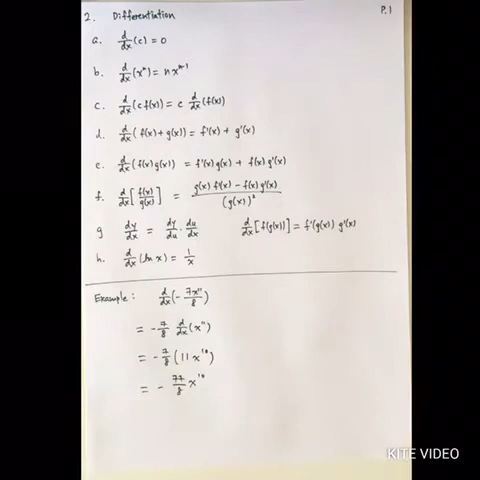 2. Differentiation P.1
a. d/dx (c) = 0
b. d/dx (xⁿ) = n xⁿ⁻¹
c. d/dx (c f(x)) = c d/dx (f(x))
d. d/dx ( f(x) + g(x)) = f'(x) + g'(x)
e. d/dx (f(x) g(x)) = f'(x) g(x) + f(x) g'(x)
f. d/dx [f(x)/g(x)] = (g(x) f'(x) − f(x) g'(x))/(g(x))²
g dy/dx = dy/du · du/dx d/dx [f(g(x))] = f'(g(x)) g'(x)
h. d/dx (ln x) = 1/x
Example: d/dx (− 7x¹¹/8)
= −7/8 d/dx (x¹¹)
= −7/8 (11 x¹⁰)
= − 77/8 x¹⁰
KITE VIDEO